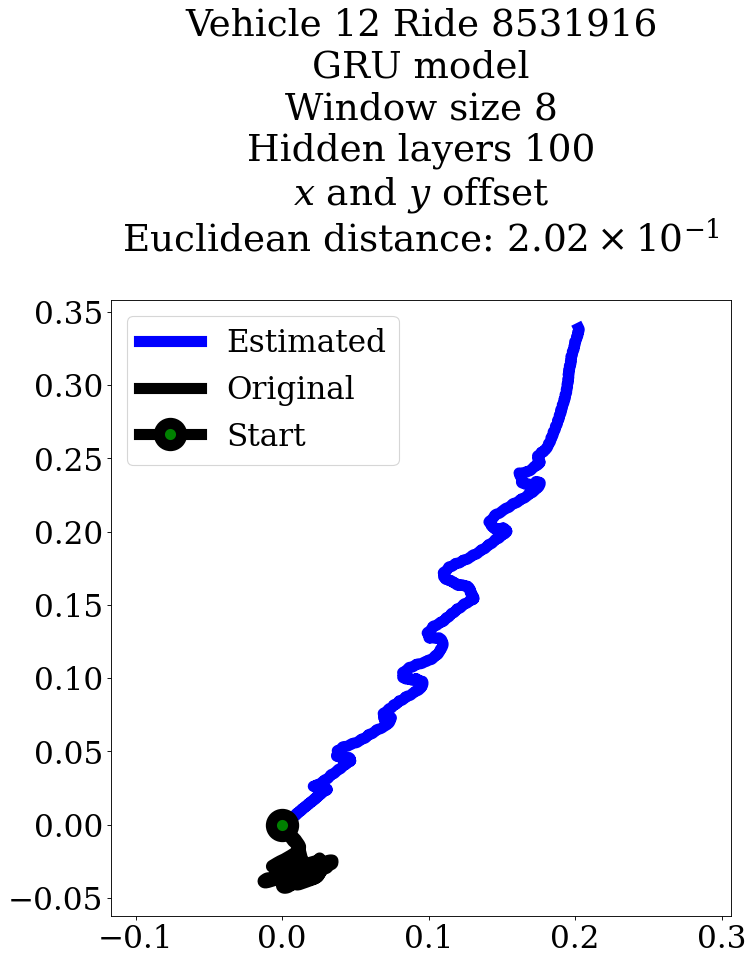 Vehicle 12 Ride 8531916
GRU model
Window size 8
Hidden layers 100
x and y offset
Euclidean distance: 2.02 × 10⁻¹
0.35
0.30
0.25
0.20
0.15
0.10
0.05
0.00
−0.05
Estimated
Original
Start
−0.1 0.0 0.1 0.2 0.3